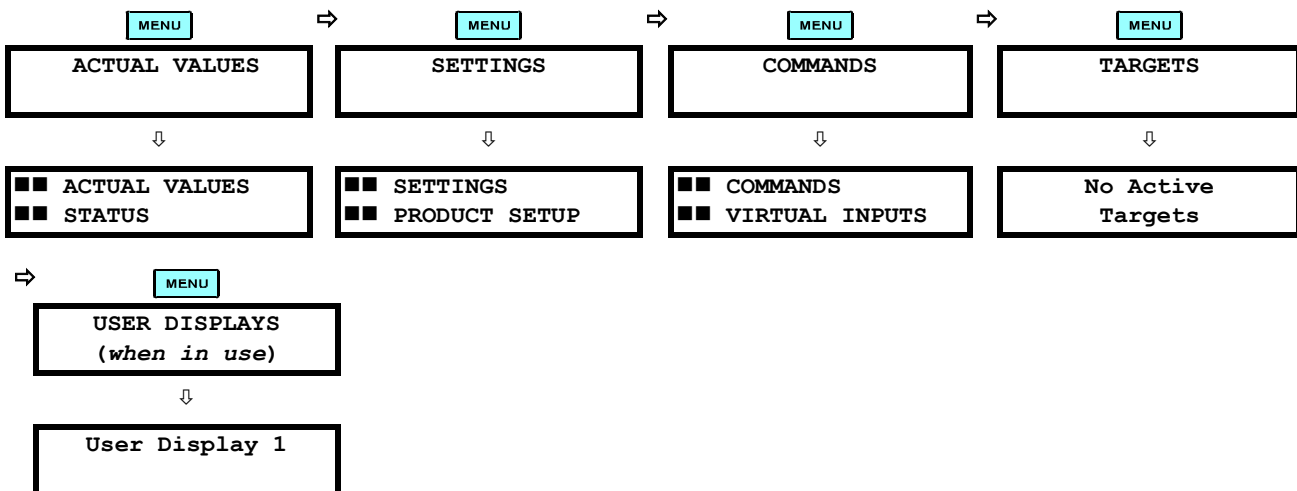 MENU
MENU
MENU
MENU
ACTUAL VALUES
SETTINGS
COMMANDS
TARGETS
ACTUAL VALUES
STATUS
SETTINGS
PRODUCT SETUP
COMMANDS
VIRTUAL INPUTS
No Active
Targets
MENU
USER DISPLAYS
(when in use)
User Display 1